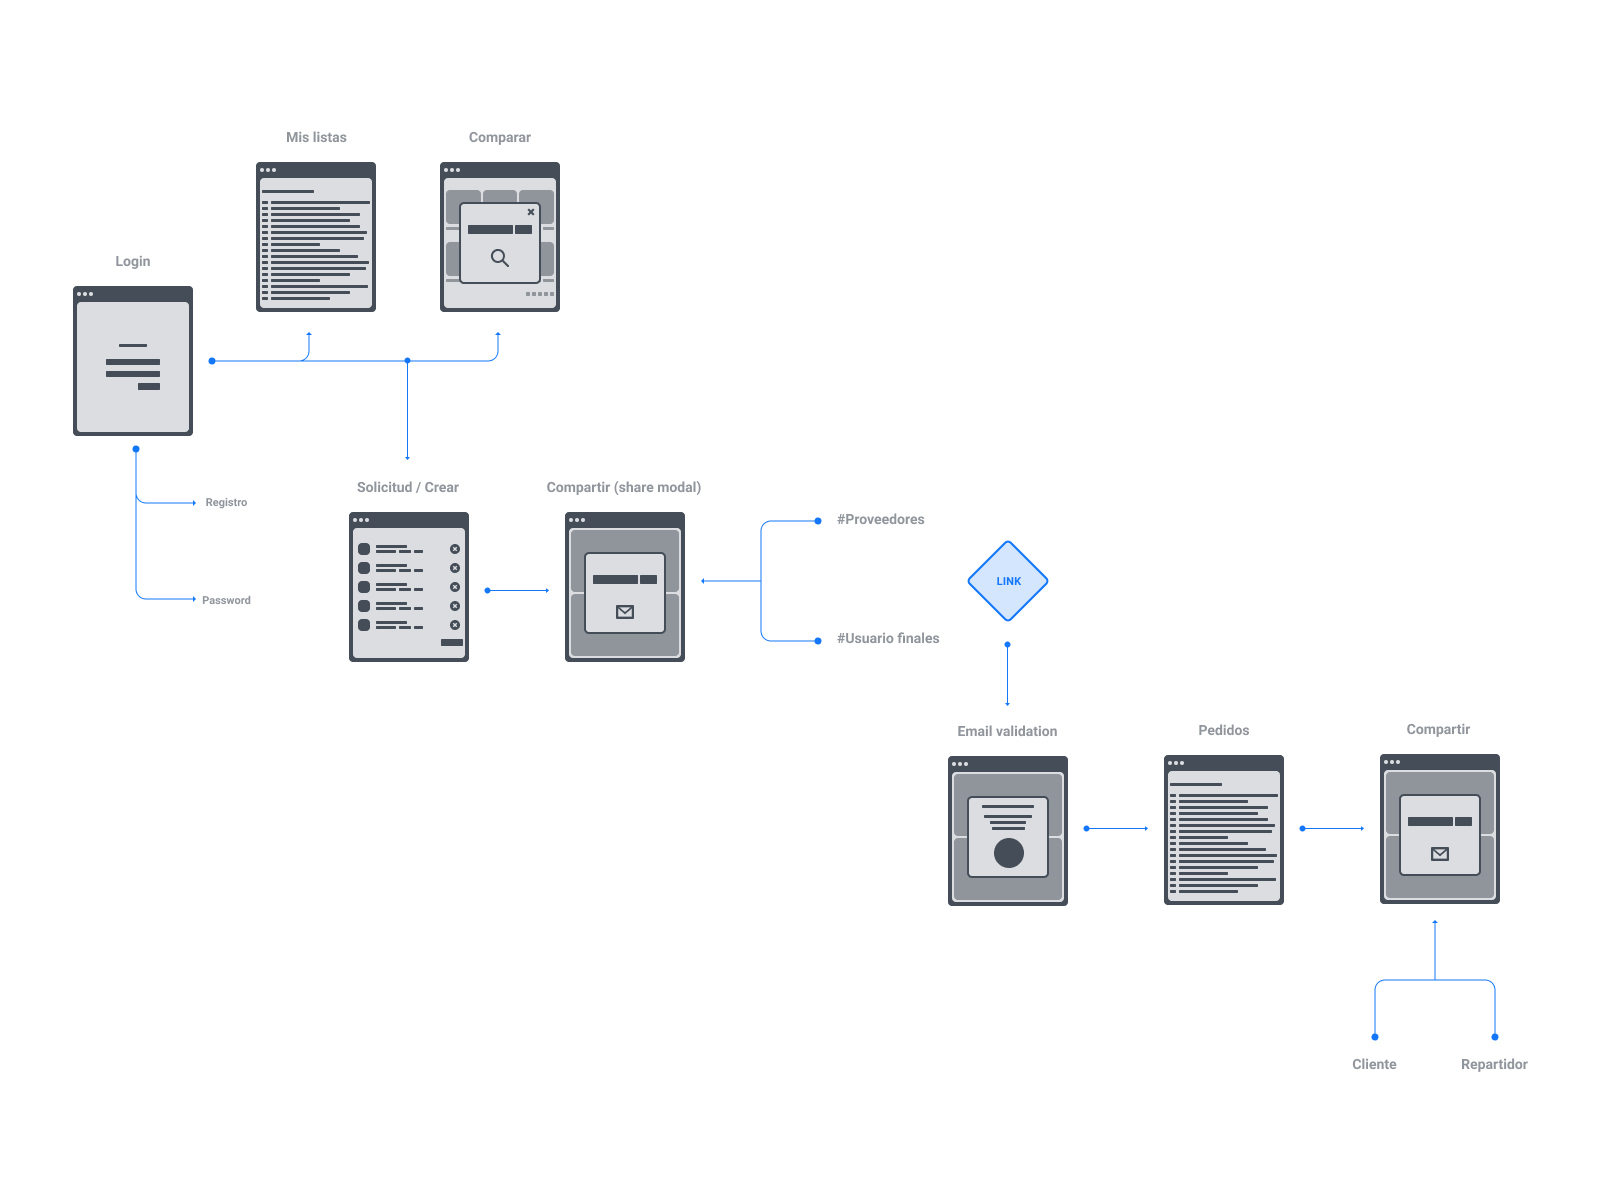 Mis listas
Comparar
Login
Solicitud / Crear
Compartir (share modal)
Registro
Password
#Proveedores
LINK
#Usuario finales
Email validation
Pedidos
Compartir
Cliente
Repartidor